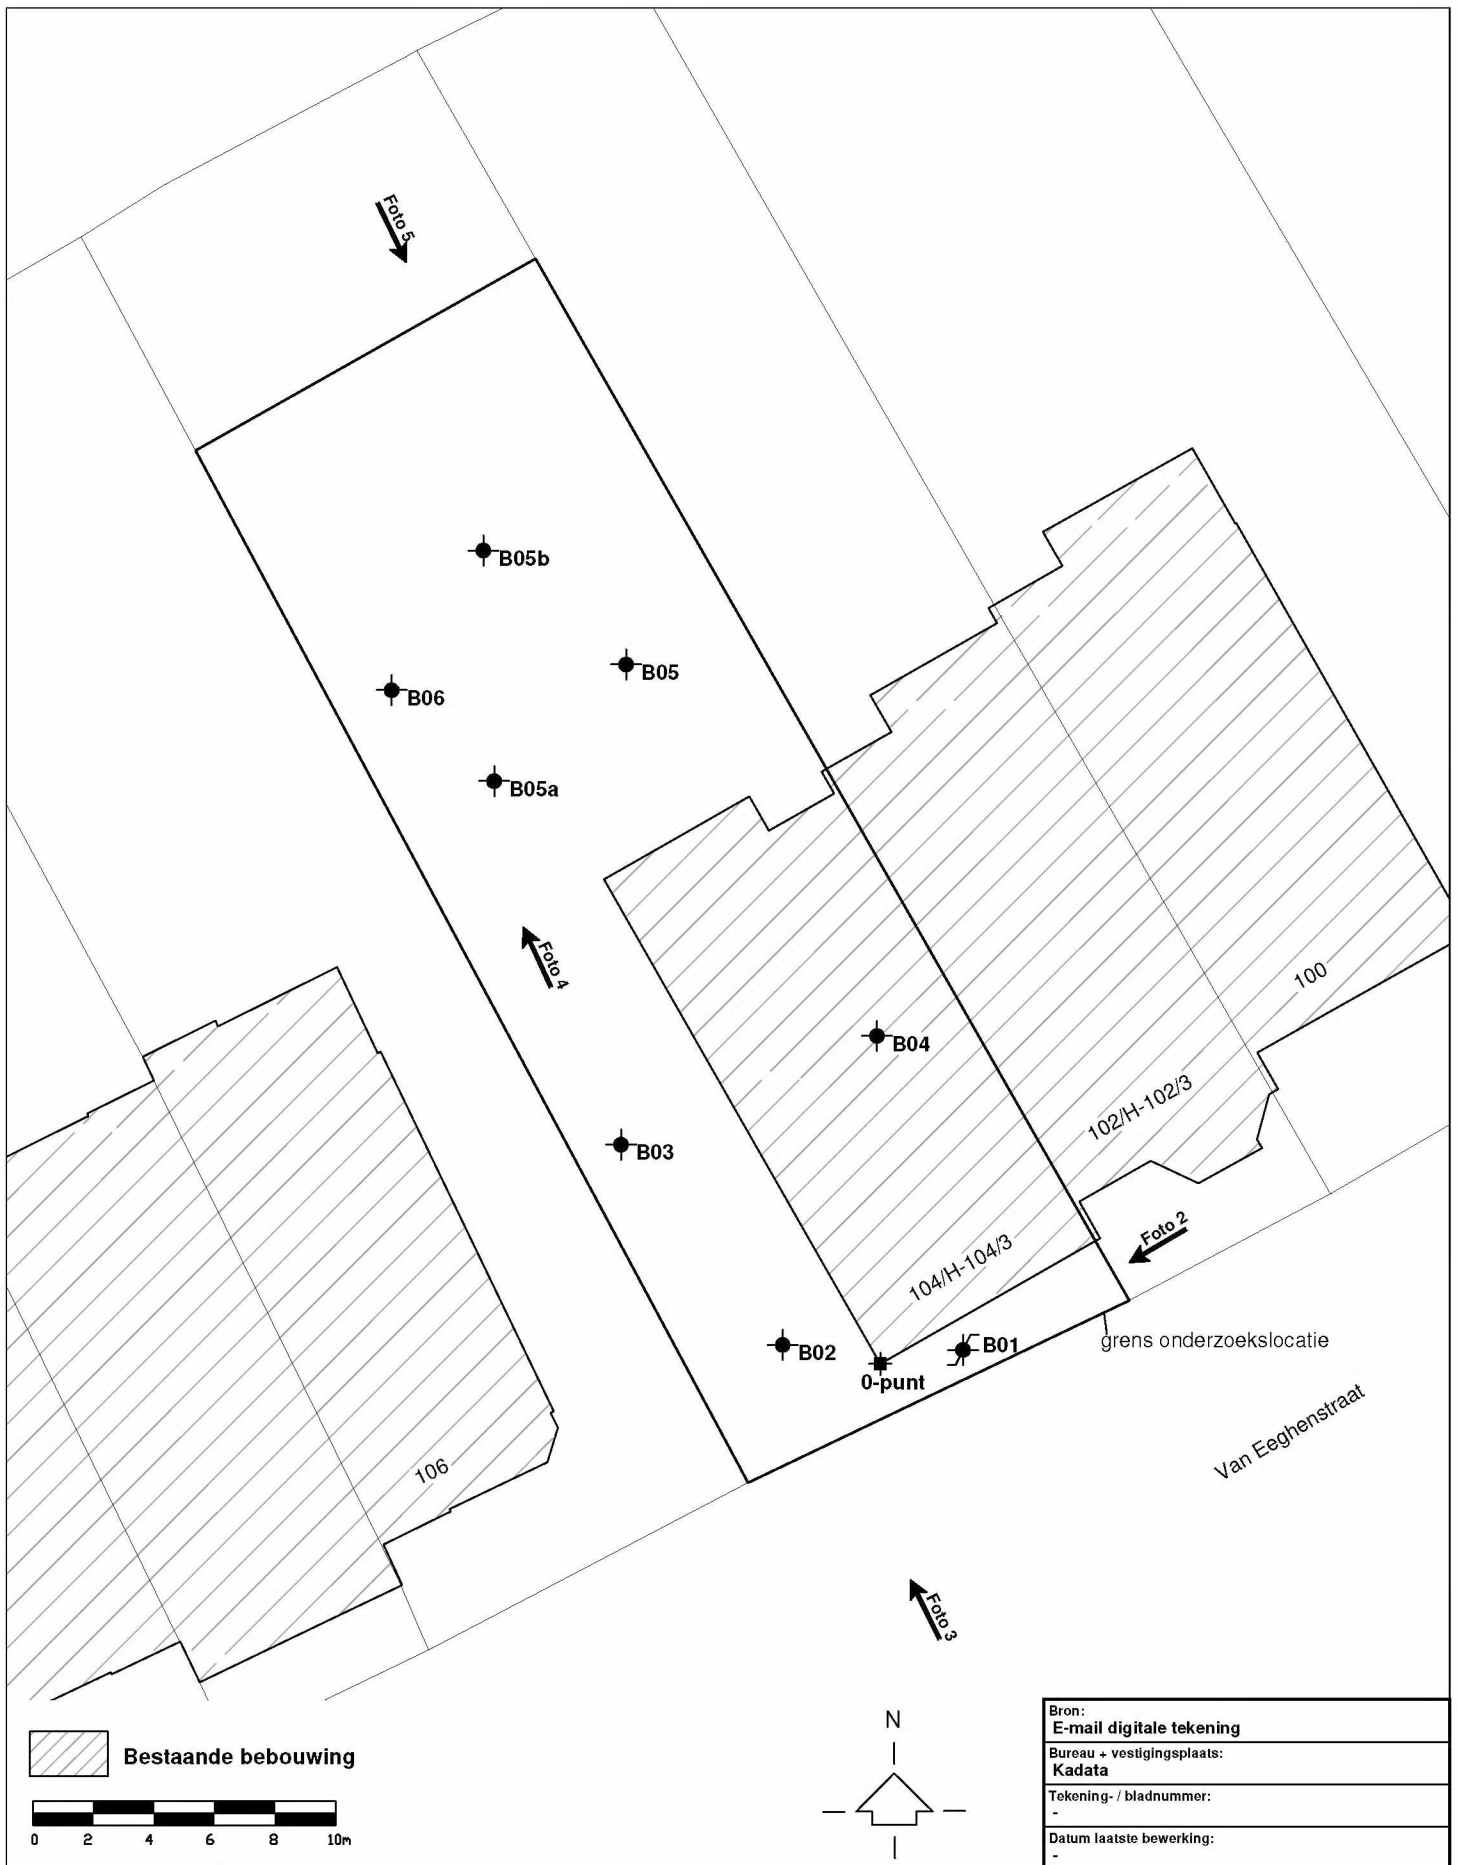 Foto 5
B05b
B05
B06
B05a
Foto 4
100
B04
102/H-102/3
B03
Foto 2
104/H-104/3
B01
grens onderzoekslocatie
B02
0-punt
Van Eeghenstraat
106
Foto 3
N
Bestaande bebouwing
0 2 4 6 8 10m
Bron:
E-mail digitale tekening
Bureau + vestigingsplaats:
Kadata
Tekening- / bladnummer:
-
Datum laatste bewerking:
-